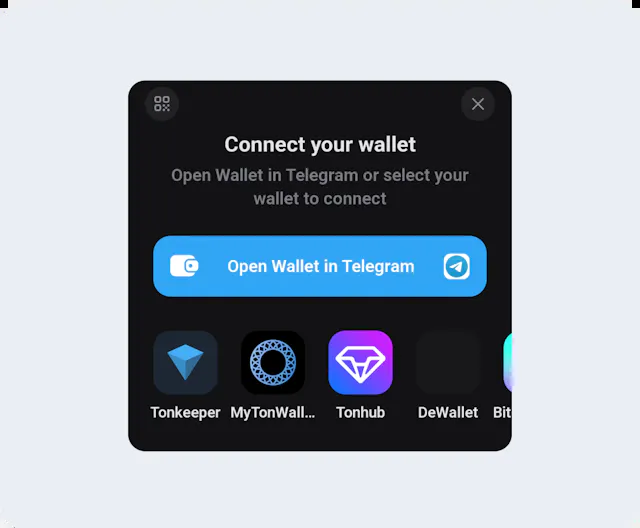 Connect your wallet
Open Wallet in Telegram or select your
wallet to connect
Open Wallet in Telegram
Tonkeeper
MyTonWall...
Tonhub
DeWallet
Bit